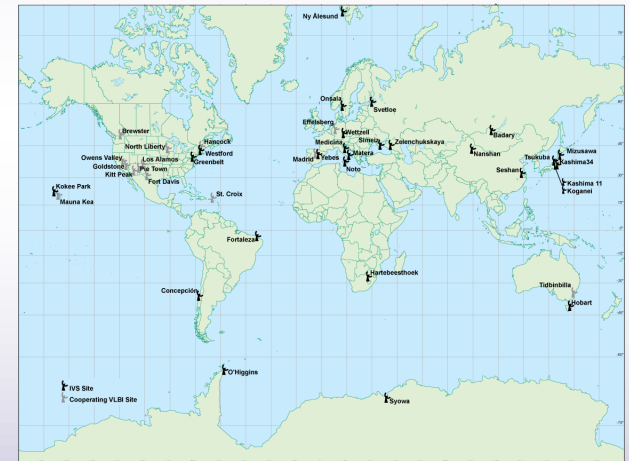 Ny Ålesund
Onsala
Svetloe
Effelsberg
Wettzell
Brewster
Hancock
Medicina
Simeiz
Zelenchukskaya
Badary
North Liberty
Westford
Mizusawa
Owens Valley
Los Alamos
Greenbelt
Madrid
Yebes
Matera
Nanshan
Tsukuba
Kashima34
Goldstone
Pie Town
Noto
Seshan
Kitt Peak
Fort Davis
Kashima 11
Koganei
Kokee Park
Mauna Kea
St. Croix
Fortaleza
Hartebeesthoek
Tidbinbilla
Concepción
Hobart
O'Higgins
IVS Site
Cooperating VLBI Site
Syowa